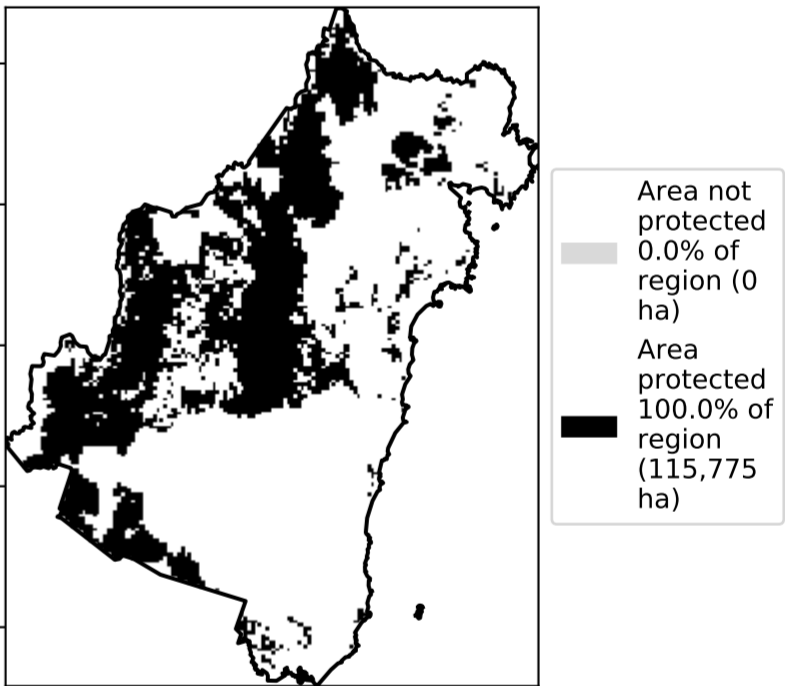 Area not
protected
0.0% of
region (0
ha)
Area
protected
100.0% of
region
(115,775
ha)